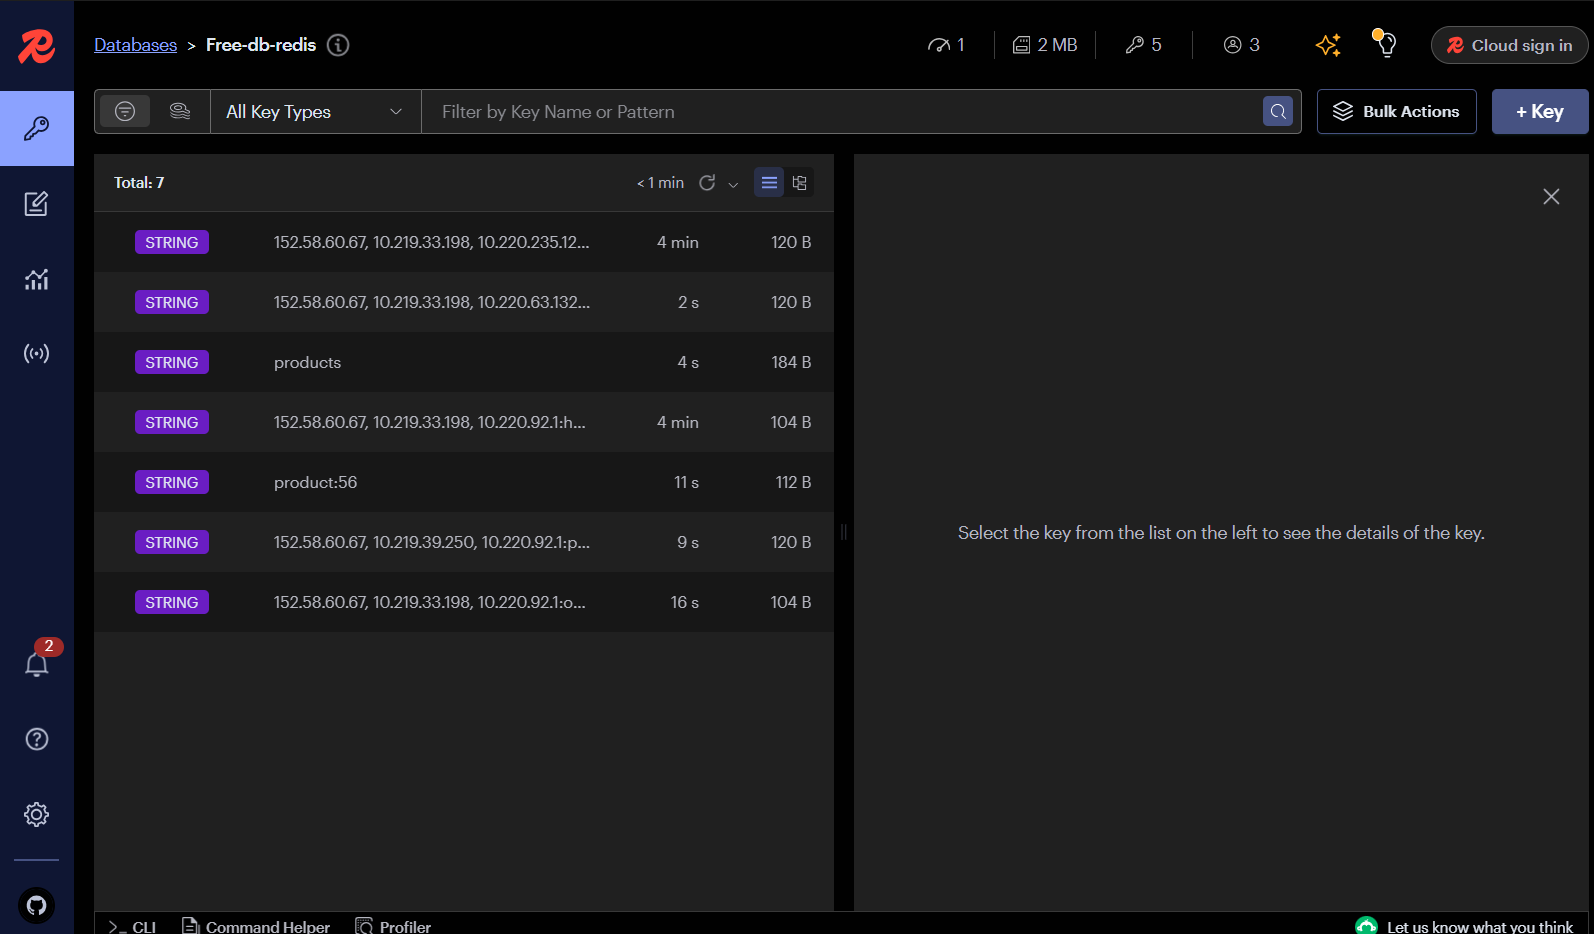 Databases > Free-db-redis
1
2 MB
5
3
Cloud sign in
All Key Types
Filter by Key Name or Pattern
Bulk Actions
+ Key
Total: 7
< 1 min
STRING 152.58.60.67, 10.219.33.198, 10.220.235.12... 4 min 120 B
STRING 152.58.60.67, 10.219.33.198, 10.220.63.132... 2 s 120 B
STRING products 4 s 184 B
STRING 152.58.60.67, 10.219.33.198, 10.220.92.1:h... 4 min 104 B
STRING product:56 11 s 112 B
STRING 152.58.60.67, 10.219.39.250, 10.220.92.1:p... 9 s 120 B
STRING 152.58.60.67, 10.219.33.198, 10.220.92.1:o... 16 s 104 B
Select the key from the list on the left to see the details of the key.
2
>_ CLI
Command Helper
Profiler
Let us know what you think